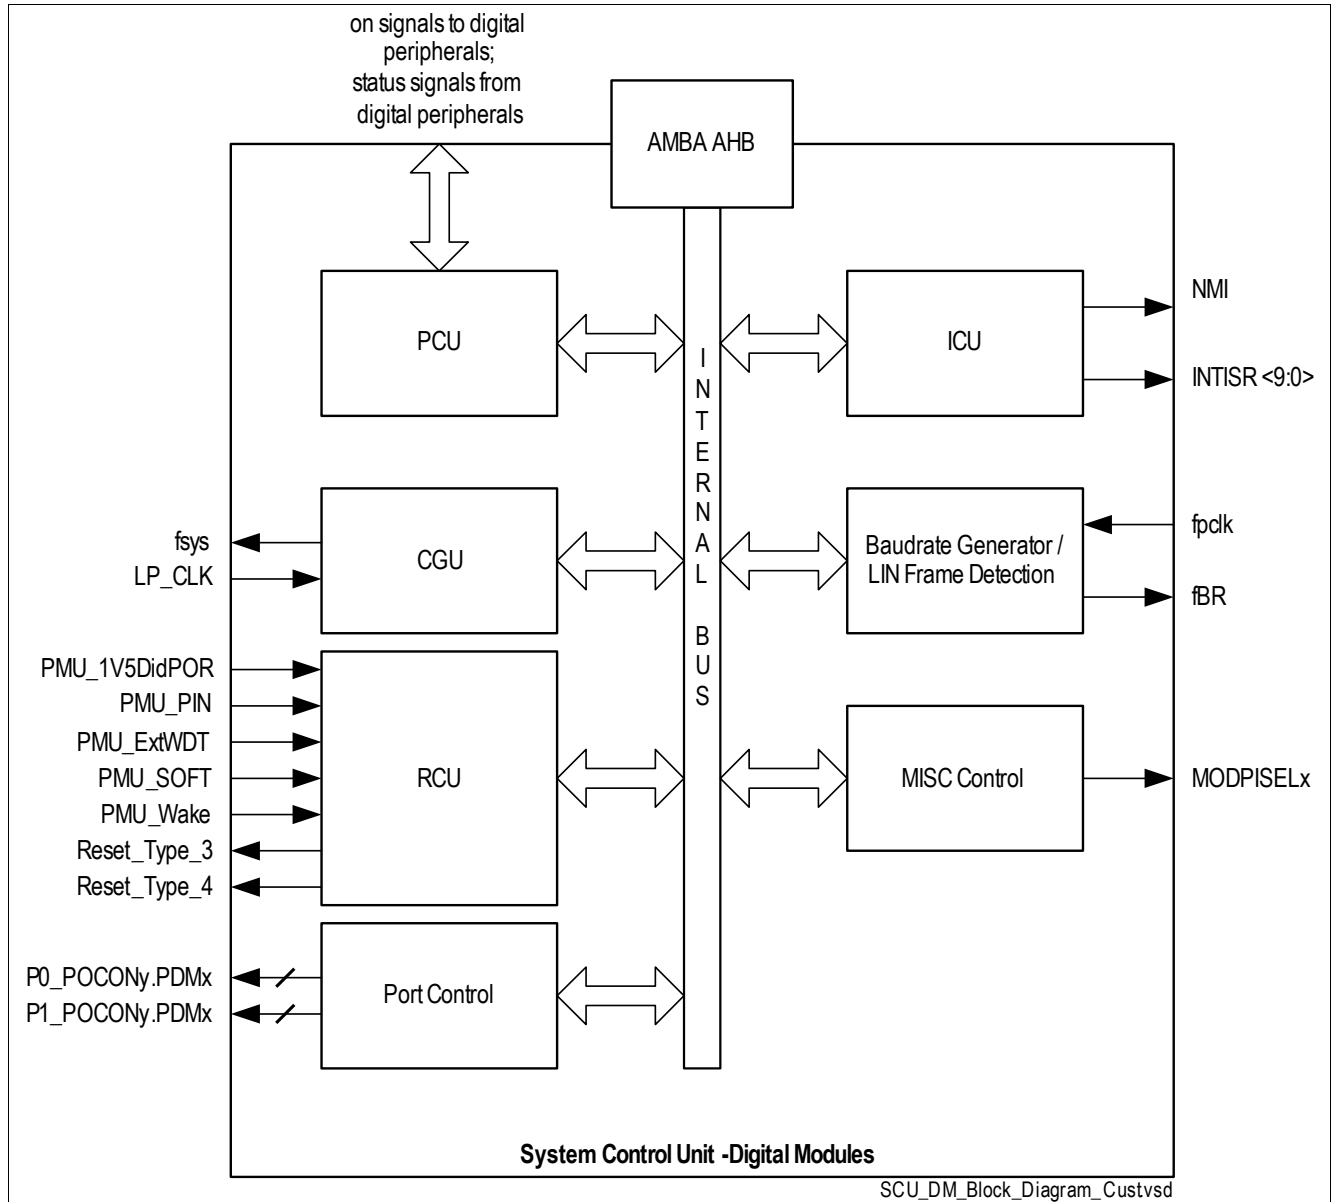 on signals to digital
peripherals;
status signals from
digital peripherals
AMBA AHB
PCU
ICU
NMI
INTISR <9:0>
INTERNAL BUS
fsys
LP_CLK
CGU
Baudrate Generator /
LIN Frame Detection
fpclk
fBR
PMU_1V5DidPOR
PMU_PIN
PMU_ExtWDT
PMU_SOFT
PMU_Wake
Reset_Type_3
Reset_Type_4
RCU
MISC Control
MODPISELx
P0_POCONy.PDMx
P1_POCONy.PDMx
Port Control
System Control Unit -Digital Modules
SCU_DM_Block_Diagram_Custvsd